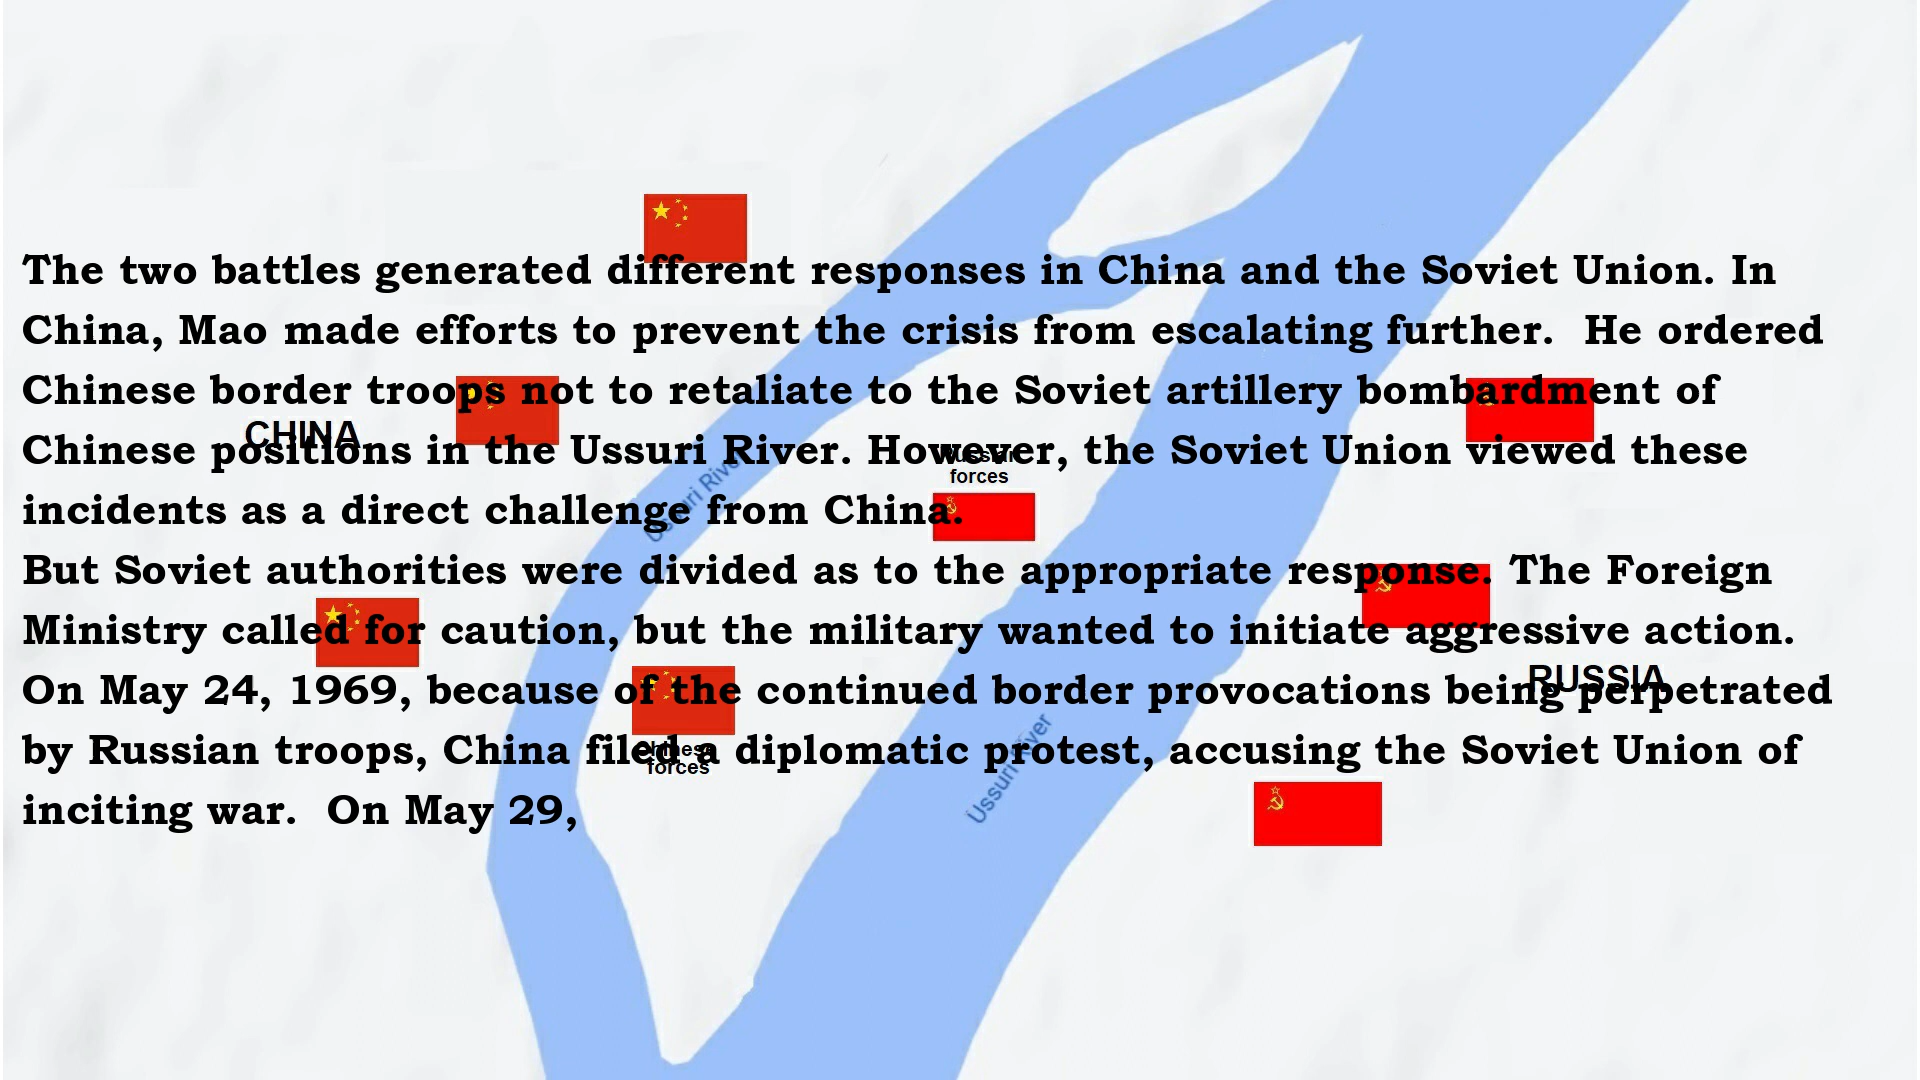 The two battles generated different responses in China and the Soviet Union. In
China, Mao made efforts to prevent the crisis from escalating further.  He ordered
Chinese border troops not to retaliate to the Soviet artillery bombardment of
Chinese positions in the Ussuri River. However, the Soviet Union viewed these
incidents as a direct challenge from China.
But Soviet authorities were divided as to the appropriate response. The Foreign
Ministry called for caution, but the military wanted to initiate aggressive action.
On May 24, 1969, because of the continued border provocations being perpetrated
by Russian troops, China filed a diplomatic protest, accusing the Soviet Union of
inciting war.  On May 29,
CHINA
Ussuri River
Russian
forces
RUSSIA
Chinese
forces
Ussuri River